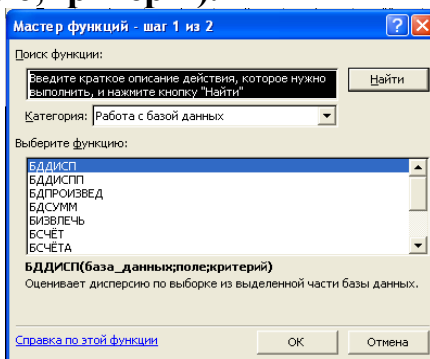 Мастер функций - шаг 1 из 2
Поиск функции:
Введите краткое описание действия, которое нужно
выполнить, и нажмите кнопку "Найти"
Найти
Категория: Работа с базой данных
Выберите функцию:
БДДИСП
БДДИСПП
БДПРОИЗВЕД
БДСУММ
БИЗВЛЕЧЬ
БСЧЁТ
БСЧЁТА
БДДИСП(база_данных;поле;критерий)
Оценивает дисперсию по выборке из выделенной части базы данных.
Справка по этой функции
ОК
Отмена